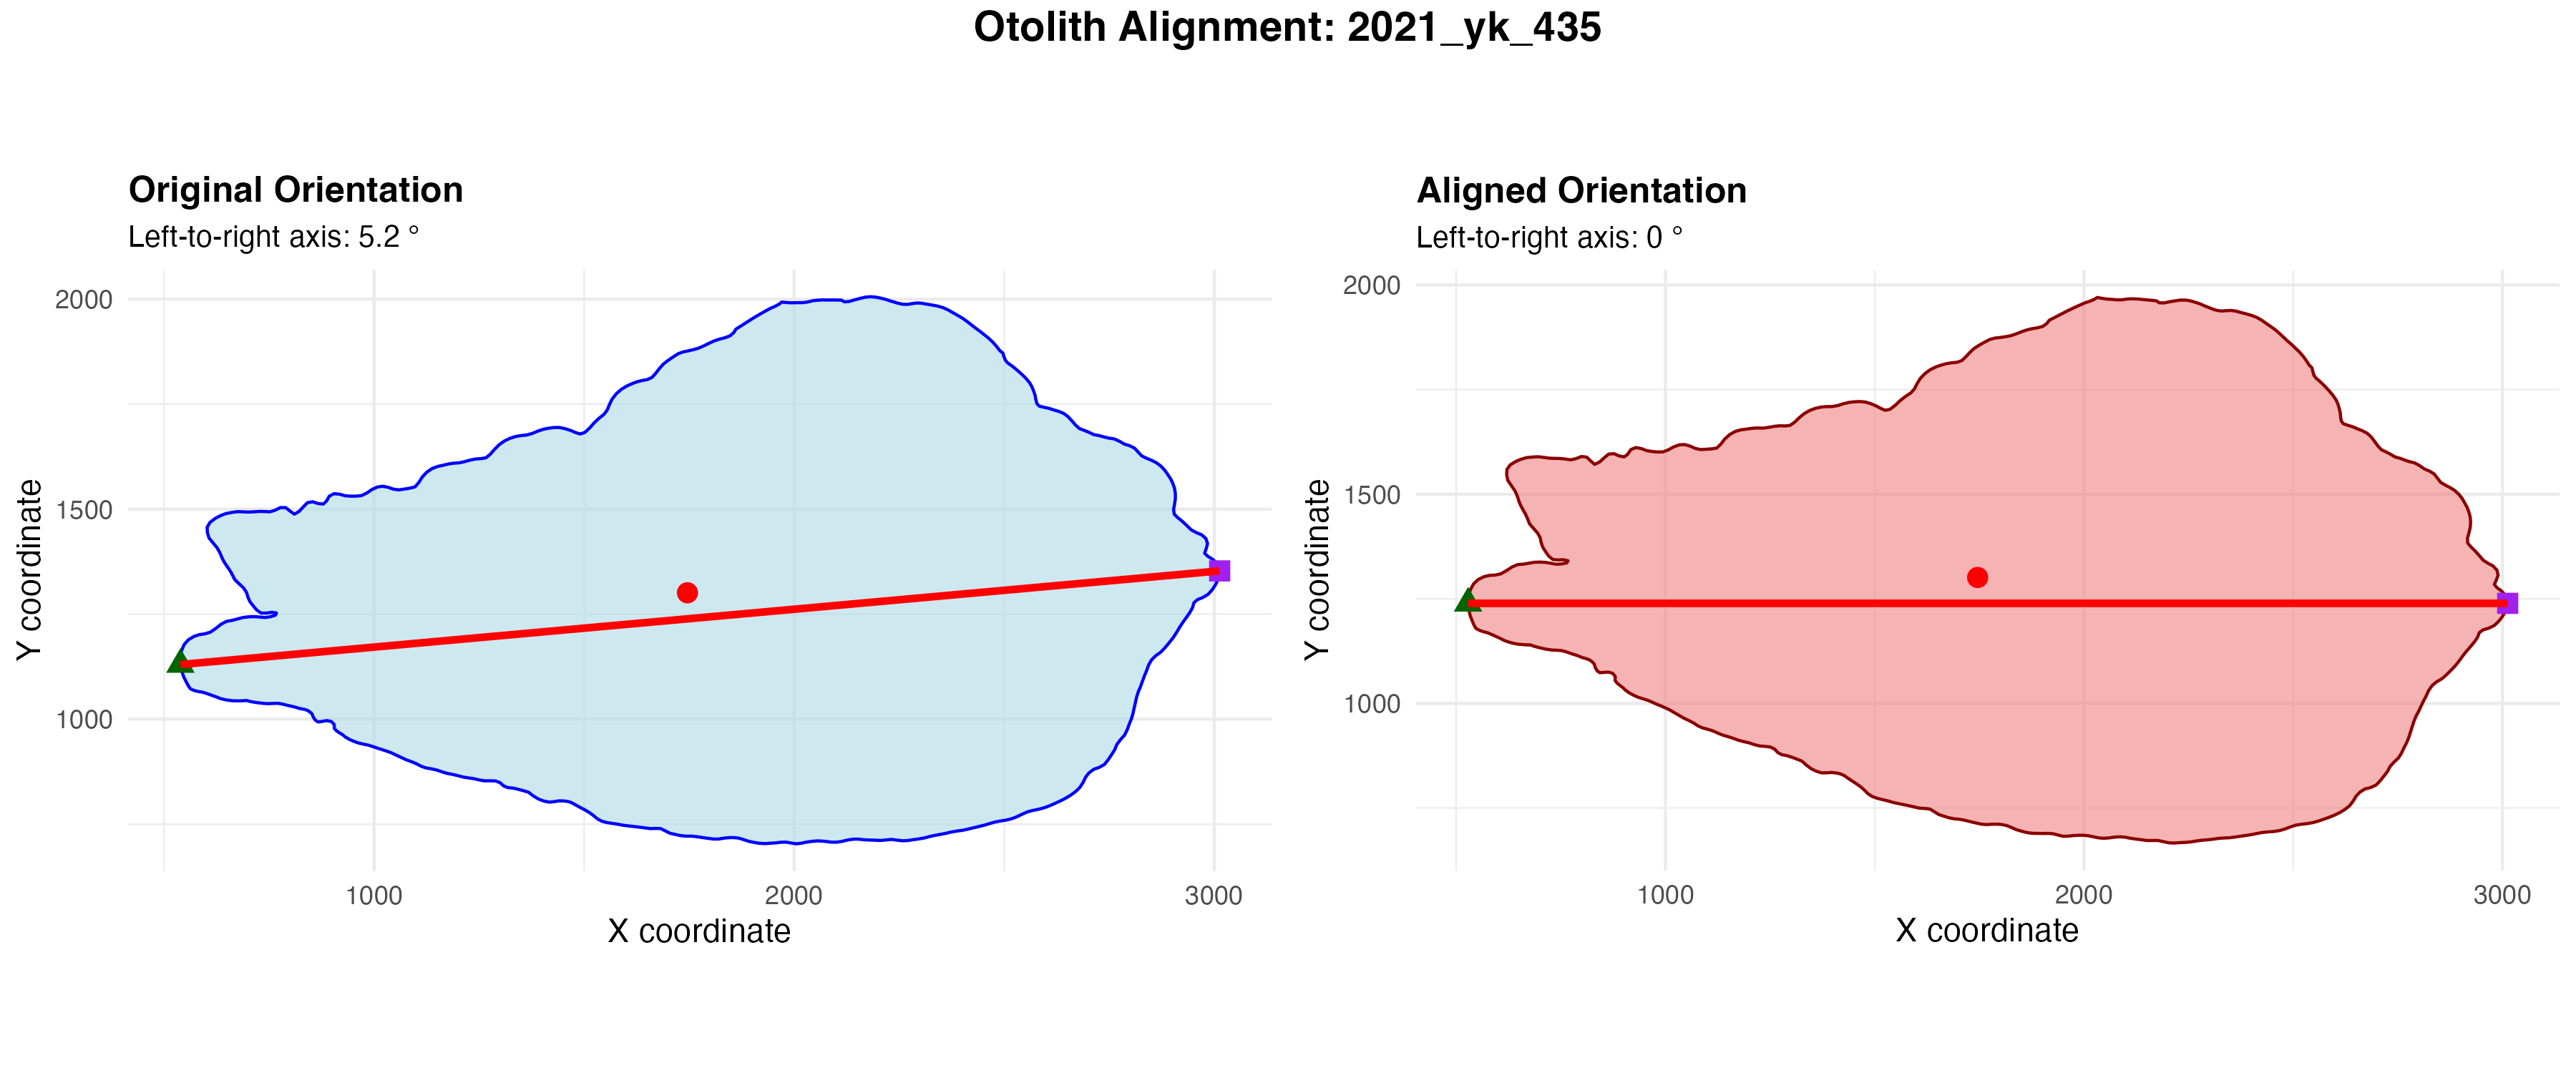 Otolith Alignment: 2021_yk_435
Original Orientation
Left-to-right axis: 5.2 °
2000
1500
1000
Y coordinate
1000
2000
3000
X coordinate
Aligned Orientation
Left-to-right axis: 0 °
2000
1500
1000
Y coordinate
1000
2000
3000
X coordinate